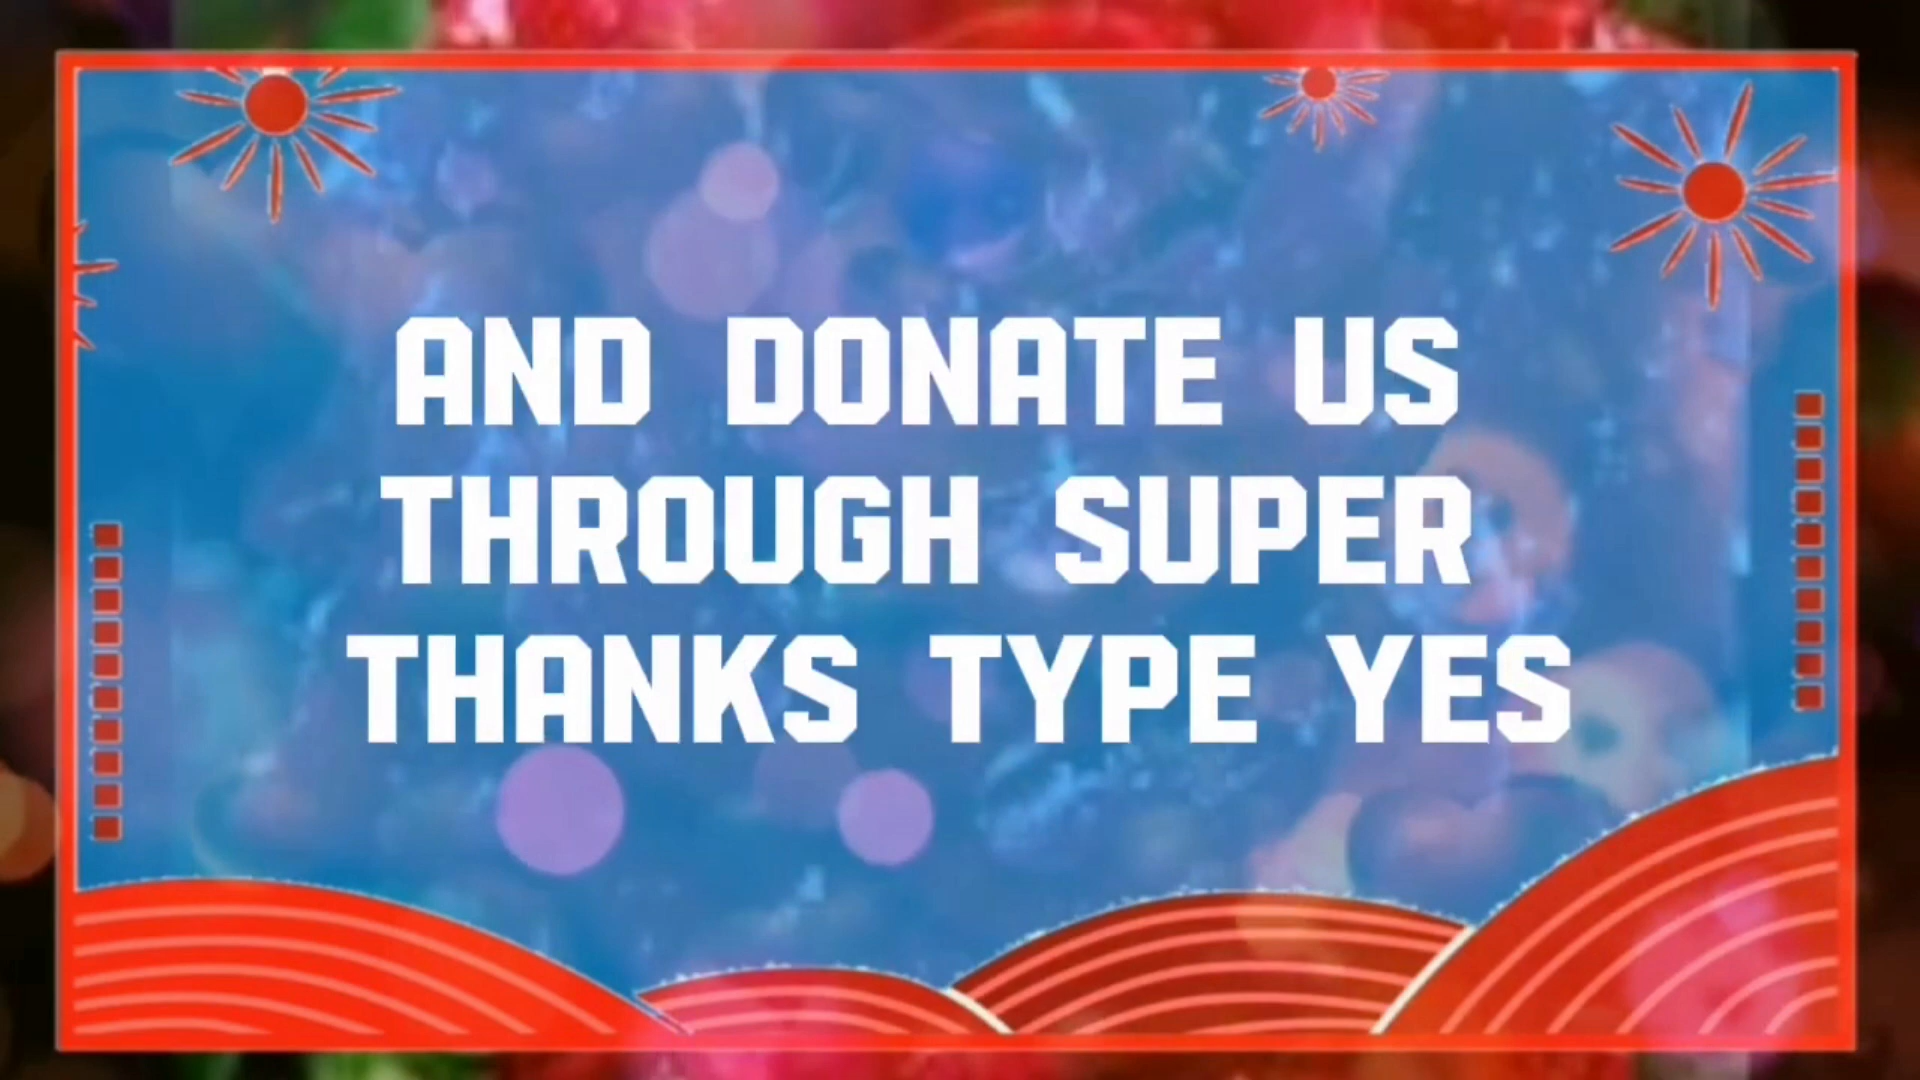 AND DONATE US
THROUGH SUPER
THANKS TYPE YES